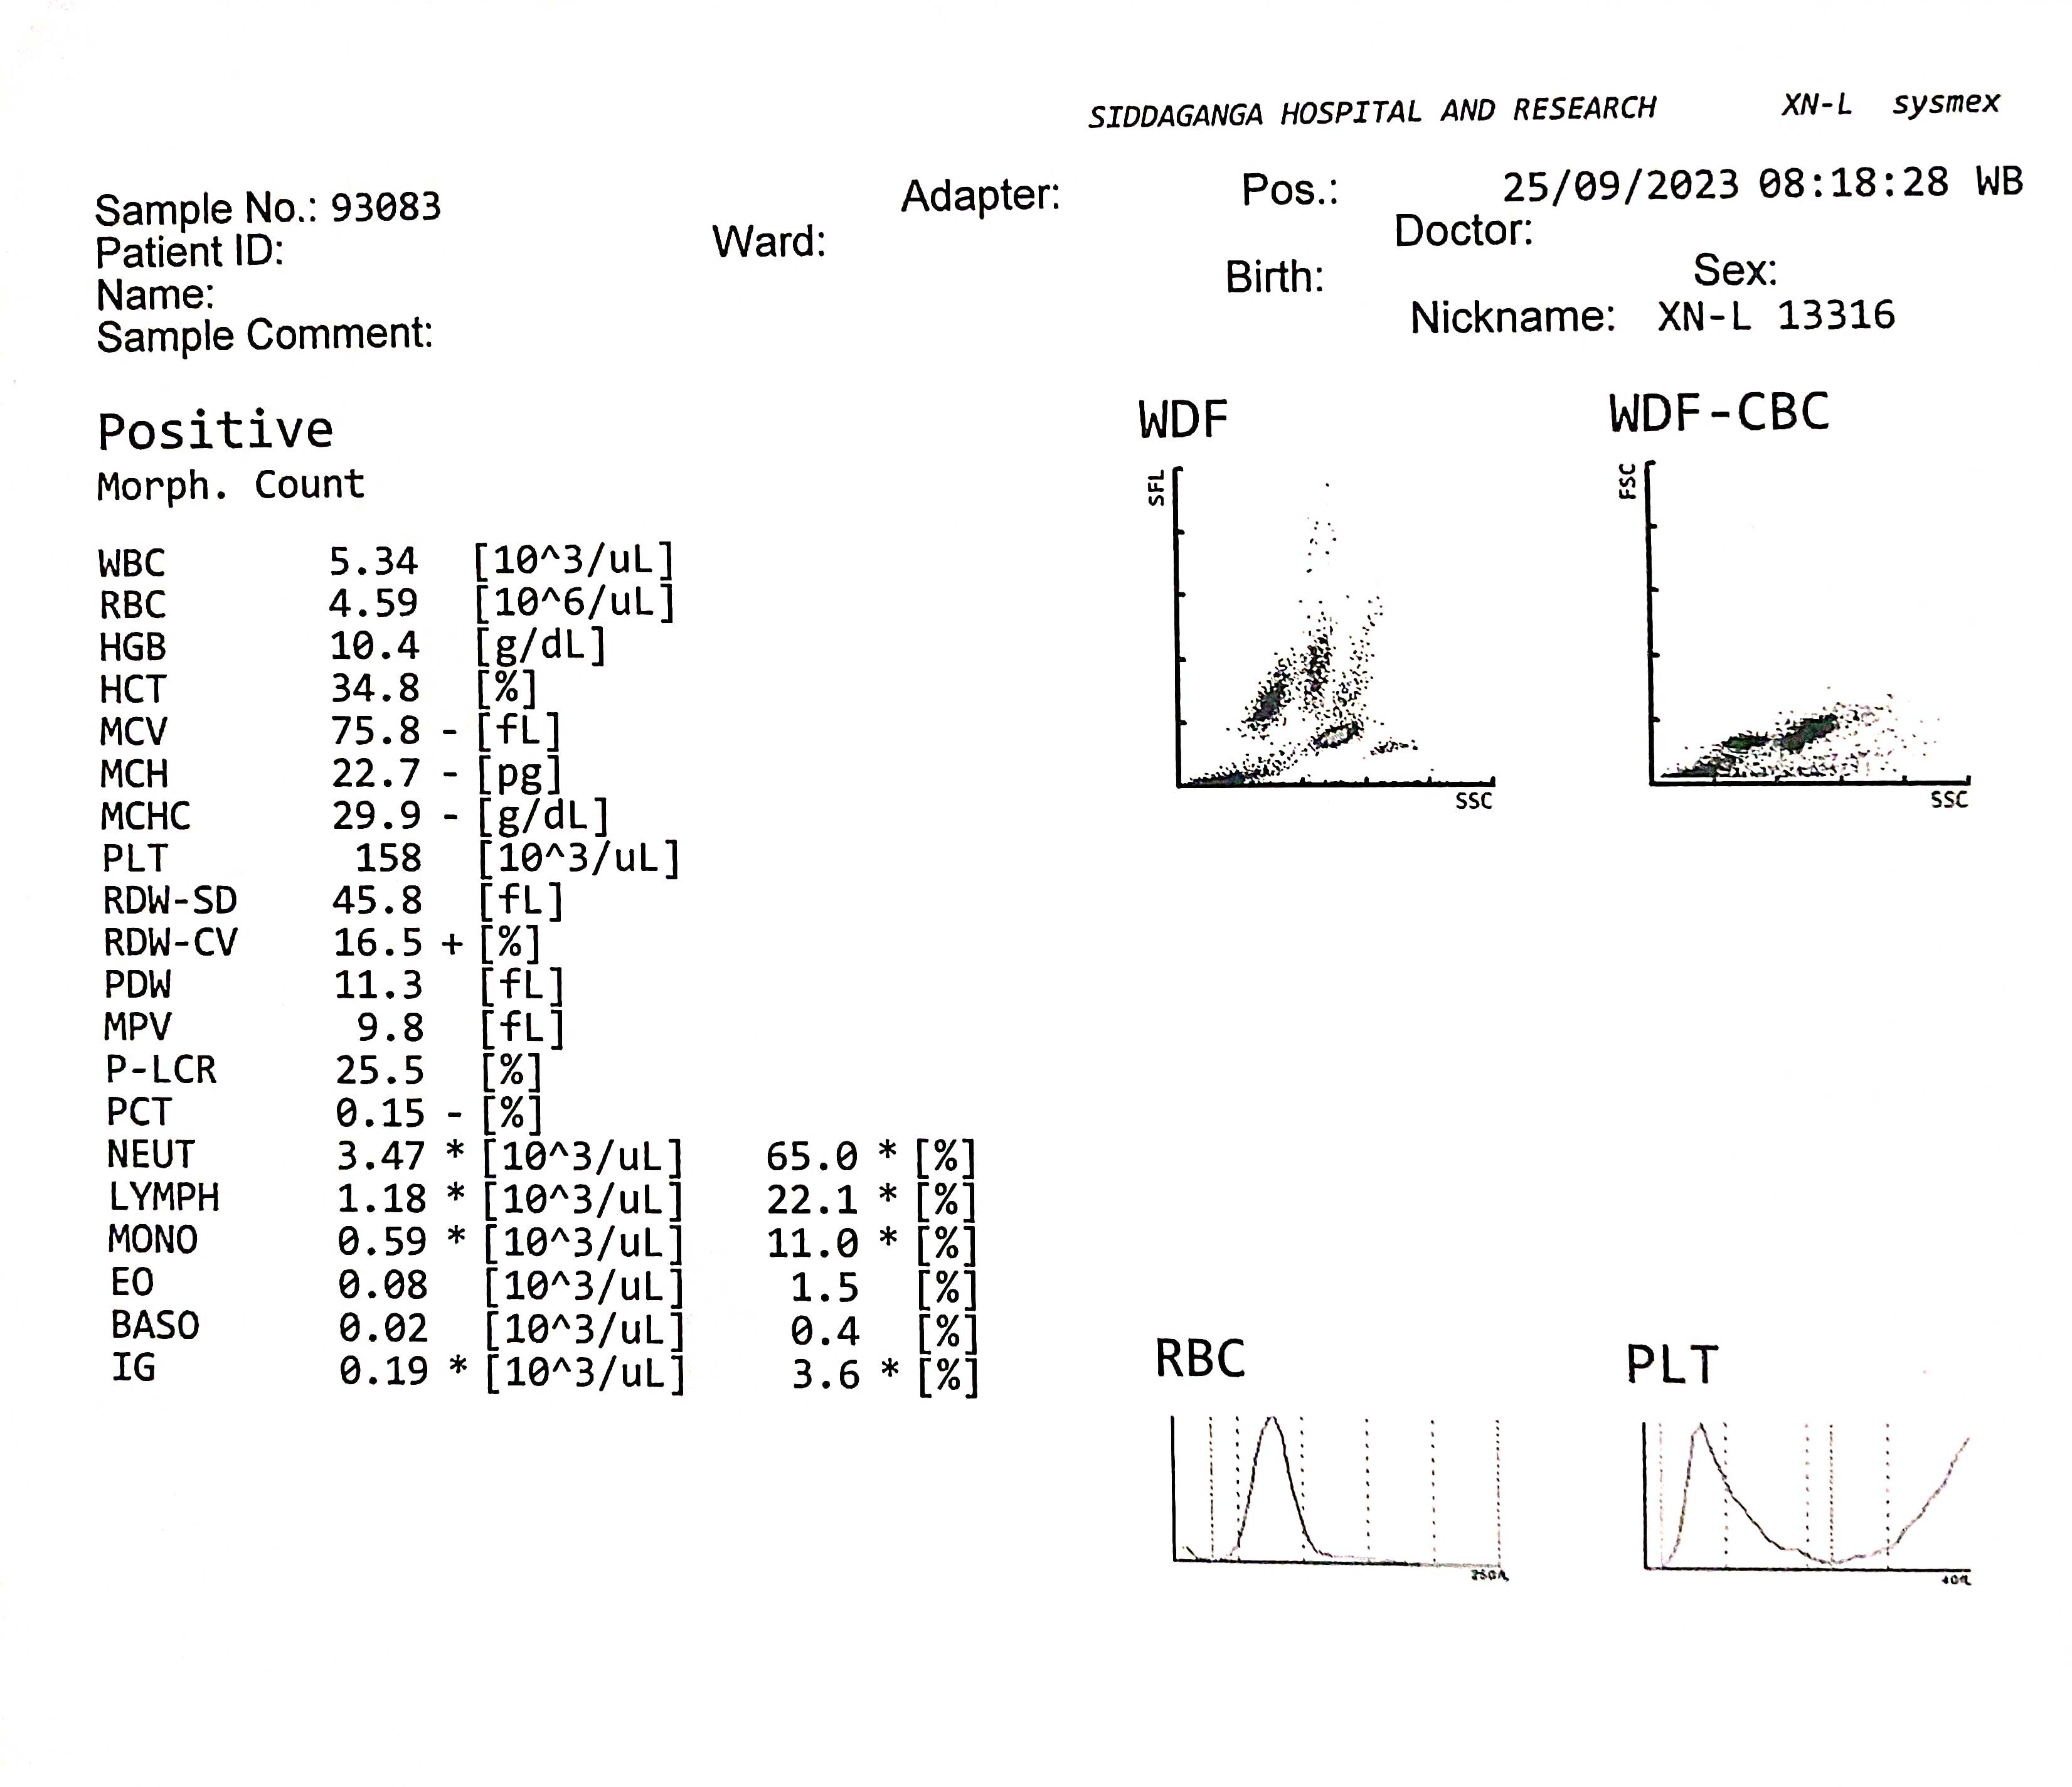 SIDDAGANGA HOSPITAL AND RESEARCH XN-L sysmex
Sample No.: 93083 Adapter: Pos.: 25/09/2023 08:18:28 WB
Patient ID: Ward: Doctor:
Name: Birth: Sex:
Sample Comment: Nickname: XN-L 13316
Positive
Morph. Count
WBC 5.34 [10^3/uL]
RBC 4.59 [10^6/uL]
HGB 10.4 [g/dL]
HCT 34.8 [%]
MCV 75.8 - [fL]
MCH 22.7 - [pg]
MCHC 29.9 - [g/dL]
PLT 158 [10^3/uL]
RDW-SD 45.8 [fL]
RDW-CV 16.5 + [%]
PDW 11.3 [fL]
MPV 9.8 [fL]
P-LCR 25.5 [%]
PCT 0.15 - [%]
NEUT 3.47 * [10^3/uL] 65.0 * [%]
LYMPH 1.18 * [10^3/uL] 22.1 * [%]
MONO 0.59 * [10^3/uL] 11.0 * [%]
EO 0.08 [10^3/uL] 1.5 [%]
BASO 0.02 [10^3/uL] 0.4 [%]
IG 0.19 * [10^3/uL] 3.6 * [%]
WDF WDF-CBC
SFL FSC
SSC SSC
RBC PLT